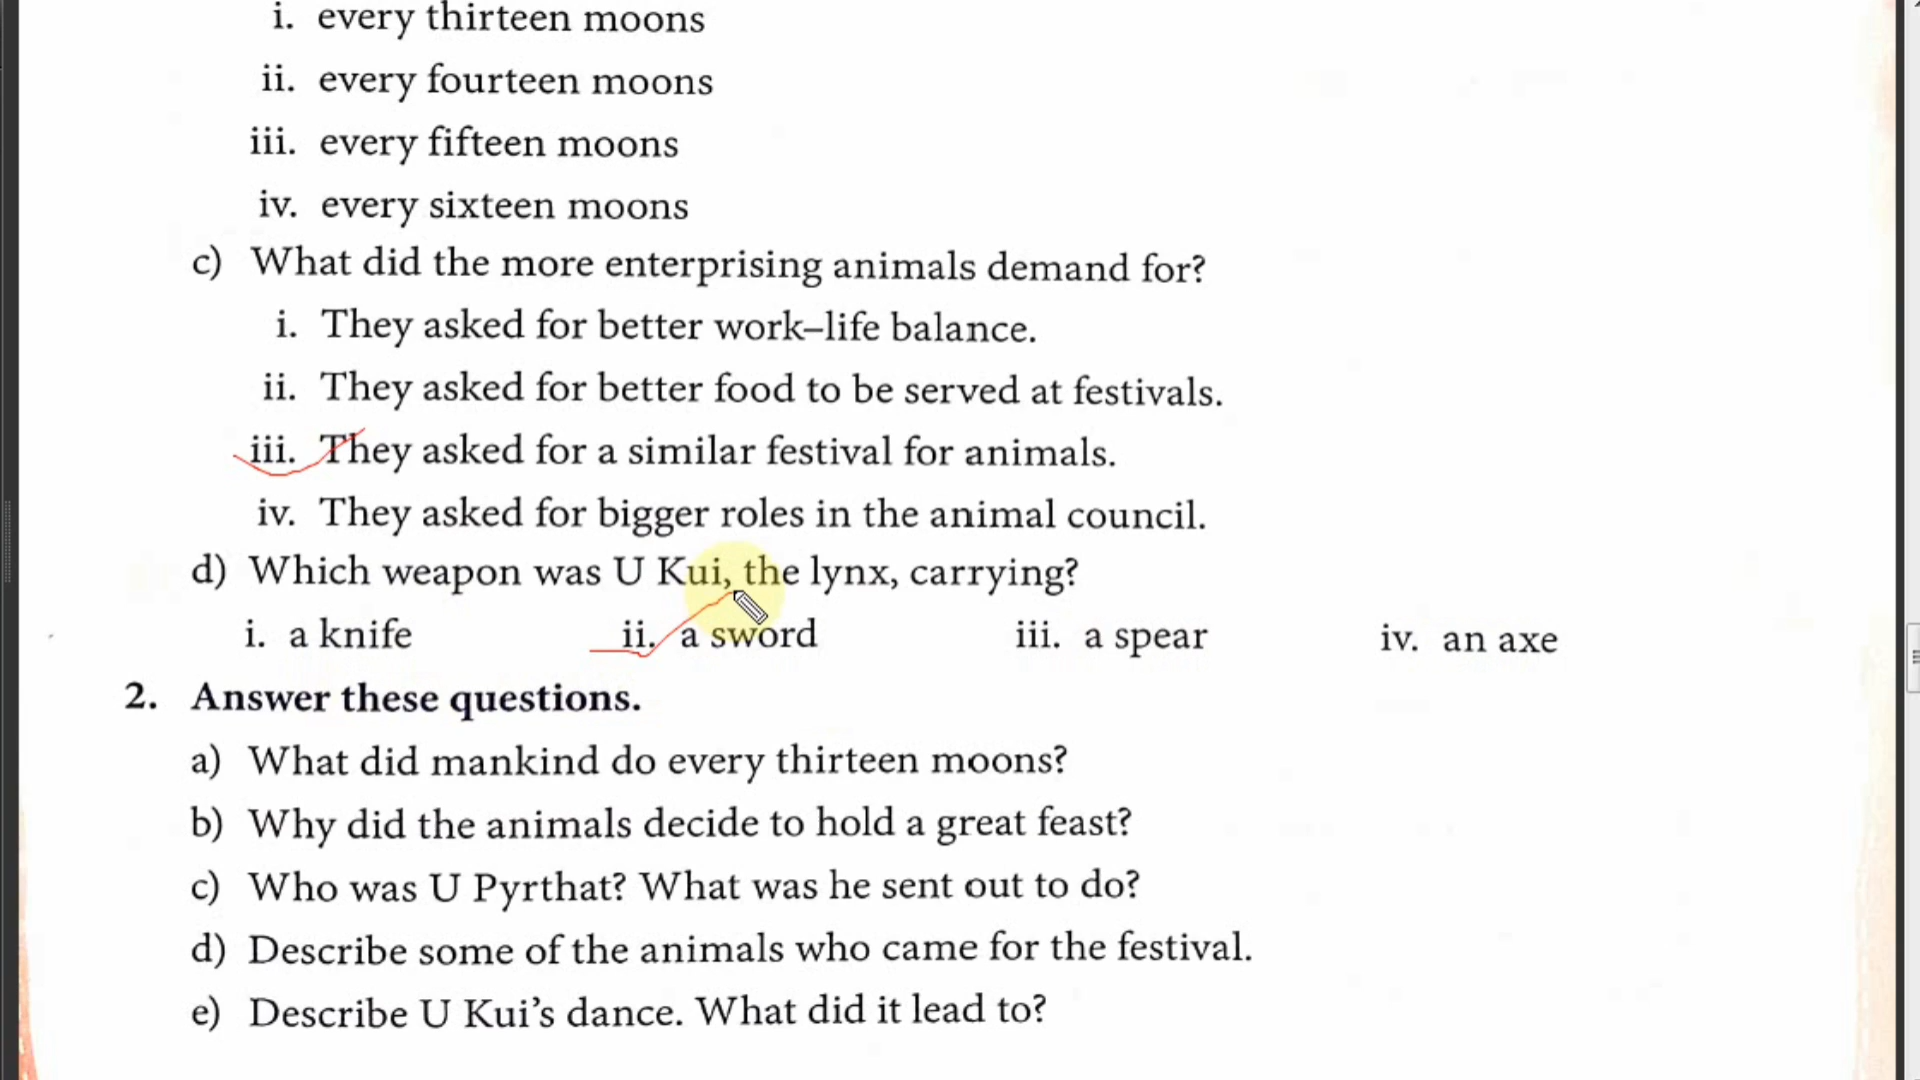 i. every thirteen moons
ii. every fourteen moons
iii. every fifteen moons
iv. every sixteen moons
c) What did the more enterprising animals demand for?
i. They asked for better work–life balance.
ii. They asked for better food to be served at festivals.
iii. They asked for a similar festival for animals.
iv. They asked for bigger roles in the animal council.
d) Which weapon was U Kui, the lynx, carrying?
i. a knife ii. a sword iii. a spear iv. an axe
2. Answer these questions.
a) What did mankind do every thirteen moons?
b) Why did the animals decide to hold a great feast?
c) Who was U Pyrthat? What was he sent out to do?
d) Describe some of the animals who came for the festival.
e) Describe U Kui’s dance. What did it lead to?